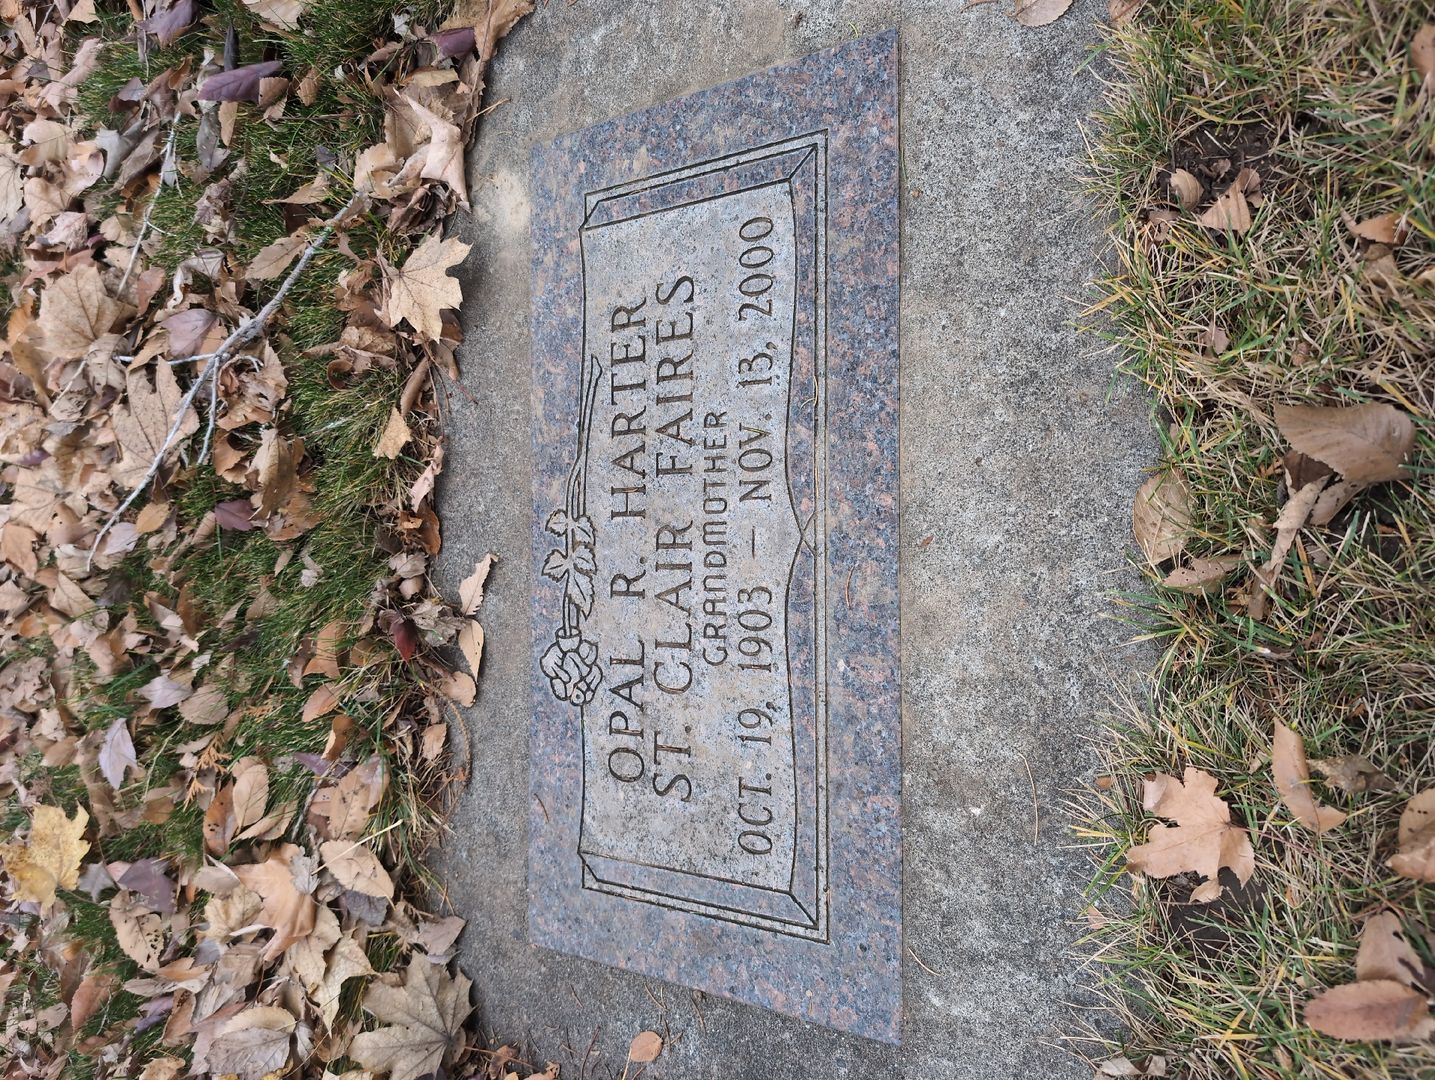 OPAL R. HARTER
ST. CLAIR FAIRES
GRANDMOTHER
OCT. 19, 1903 — NOV. 13, 2000